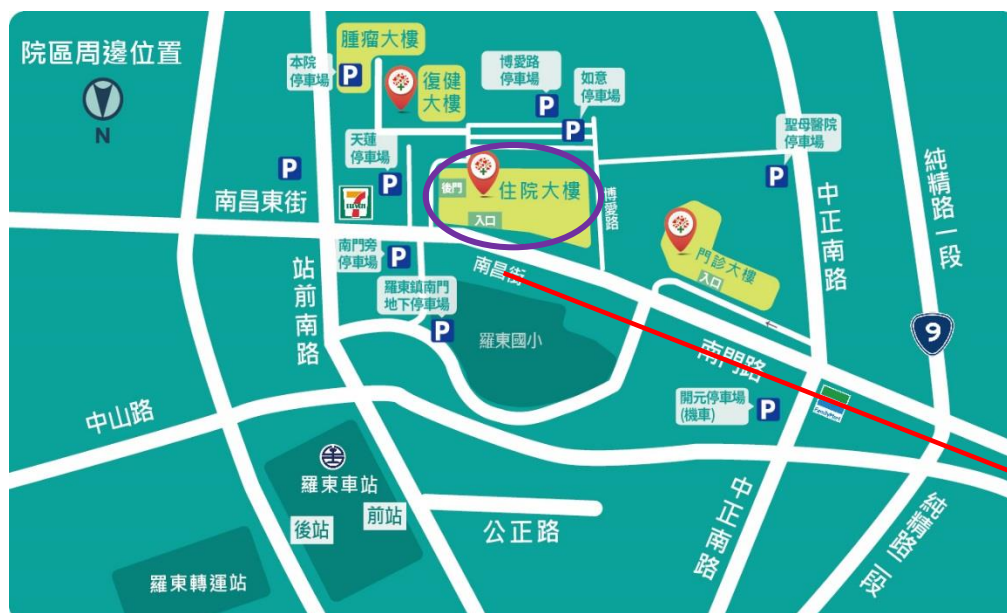 院區周邊位置
N
腫瘤大樓
本院
停車場
P
復健
大樓
博愛路
停車場
P
如意
停車場
P
天蓮
停車場
P
P
聖母醫院
停車場
P
南昌東街
7
ELEVEN
後門
住院大樓
入口
博愛路
中正南路
純精路一段
門診大樓
入口
←
南門旁
停車場
P
南昌街
站前南路
羅東鎮南門
地下停車場
P
羅東國小
南門路
9
開元停車場
(機車)
P
FamilyMart
中山路
羅東車站
後站
前站
公正路
中正南路
純精路二段
羅東轉運站